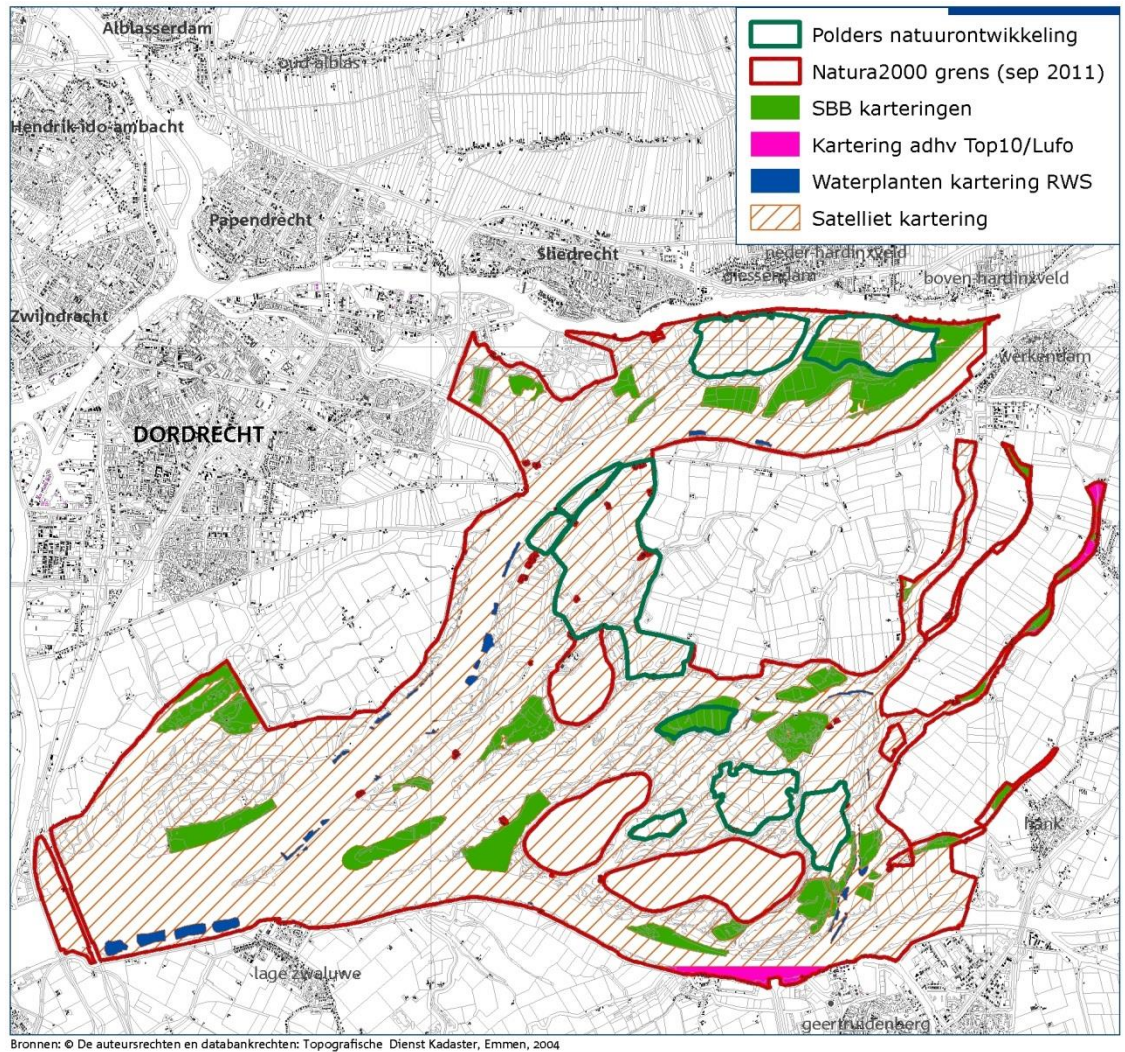 Polders natuurontwikkeling
Natura2000 grens (sep 2011)
SBB karteringen
Kartering adhv Top10/Lufo
Waterplanten kartering RWS
Satelliet kartering
Alblasserdam
oud-alblas
Hendrik-ido-ambacht
Papendrecht
Sliedrecht
neder-hardinxveld
giessendam
boven-hardinxveld
Zwijndrecht
werkendam
DORDRECHT
hank
lage zwaluwe
geertruidenberg
Bronnen: © De auteursrechten en databankrechten: Topografische Dienst Kadaster, Emmen, 2004